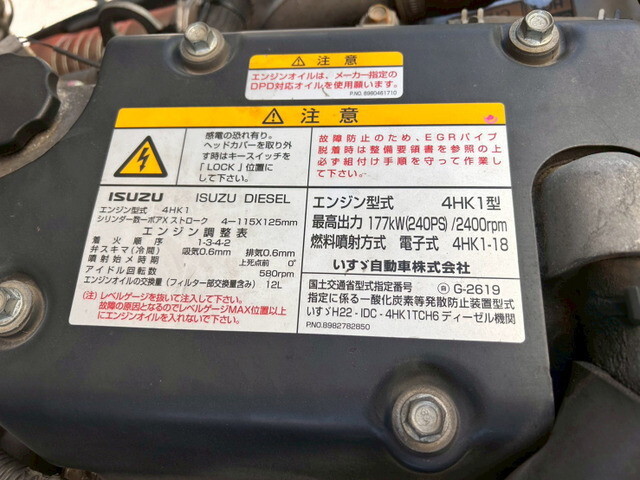 注意
エンジンオイルは、メーカー指定の
DPD対応オイルを使用願います。
P.NO. 8980461710
注意
感電の恐れ有り。
ヘッドカバーを取り外
す時はキースイッチを
「LOCK」位置にして
下さい。
故障防止のため、EGRパイプ
脱着時は整備要領書を参照の上
必ず組付け手順を守って作業し
て下さい。
ISUZU ISUZU DIESEL
エンジン型式 4HK1
シリンダ数ーボアX ストローク 4ー115X125mm
エンジン調整表
着火順序 1-3-4-2
弁スキマ(冷間) 吸気0.6mm 排気0.6mm
噴射始メ時期 上死点前 0°
アイドル回転数 580rpm
エンジンオイルの交換量(フィルター部交換量含み) 12L
(注) レベルゲージを抜いて注入して下さい。
故障の原因となるのでレベルゲージMAX位置以上
にエンジンオイルを入れないで下さい。
エンジン型式 4HK1型
最高出力 177kW(240PS)/2400rpm
燃料噴射方式 電子式 4HK1-18
いすゞ自動車株式会社
国土交通省型式指定番号 G-2619
指定に係る一酸化炭素等発散防止装置型式
いすゞH22-IDC-4HK1TCH6 ディーゼル機関
P.NO. 8982782850